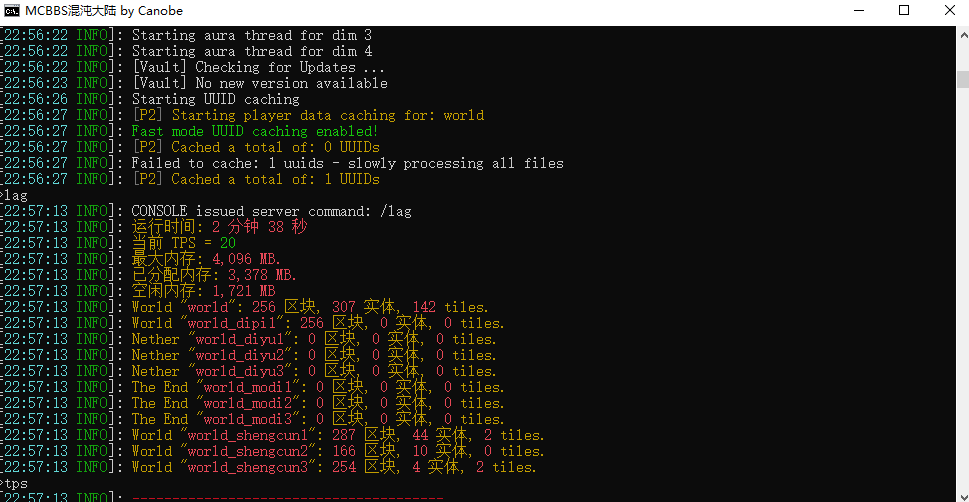 MCBBS混沌大陆 by Canobe
[22:56:22 INFO]: Starting aura thread for dim 3
[22:56:22 INFO]: Starting aura thread for dim 4
[22:56:22 INFO]: [Vault] Checking for Updates ...
[22:56:23 INFO]: [Vault] No new version available
[22:56:26 INFO]: Starting UUID caching
[22:56:27 INFO]: [P2] Starting player data caching for: world
[22:56:27 INFO]: Fast mode UUID caching enabled!
[22:56:27 INFO]: [P2] Cached a total of: 0 UUIDs
[22:56:27 INFO]: Failed to cache: 1 uuids - slowly processing all files
[22:56:27 INFO]: [P2] Cached a total of: 1 UUIDs
>lag
[22:57:13 INFO]: CONSOLE issued server command: /lag
[22:57:13 INFO]: 运行时间: 2 分钟 38 秒
[22:57:13 INFO]: 当前 TPS = 20
[22:57:13 INFO]: 最大内存: 4,096 MB.
[22:57:13 INFO]: 已分配内存: 3,378 MB.
[22:57:13 INFO]: 空闲内存: 1,721 MB
[22:57:13 INFO]: World "world": 256 区块, 307 实体, 142 tiles.
[22:57:13 INFO]: World "world_dipi1": 256 区块, 0 实体, 0 tiles.
[22:57:13 INFO]: Nether "world_diyu1": 0 区块, 0 实体, 0 tiles.
[22:57:13 INFO]: Nether "world_diyu2": 0 区块, 0 实体, 0 tiles.
[22:57:13 INFO]: Nether "world_diyu3": 0 区块, 0 实体, 0 tiles.
[22:57:13 INFO]: The End "world_modi1": 0 区块, 0 实体, 0 tiles.
[22:57:13 INFO]: The End "world_modi2": 0 区块, 0 实体, 0 tiles.
[22:57:13 INFO]: The End "world_modi3": 0 区块, 0 实体, 0 tiles.
[22:57:13 INFO]: World "world_shengcun1": 287 区块, 44 实体, 2 tiles.
[22:57:13 INFO]: World "world_shengcun2": 166 区块, 10 实体, 0 tiles.
[22:57:13 INFO]: World "world_shengcun3": 254 区块, 4 实体, 2 tiles.
>tps
[22:57:13 INFO]: ---------------------------------------